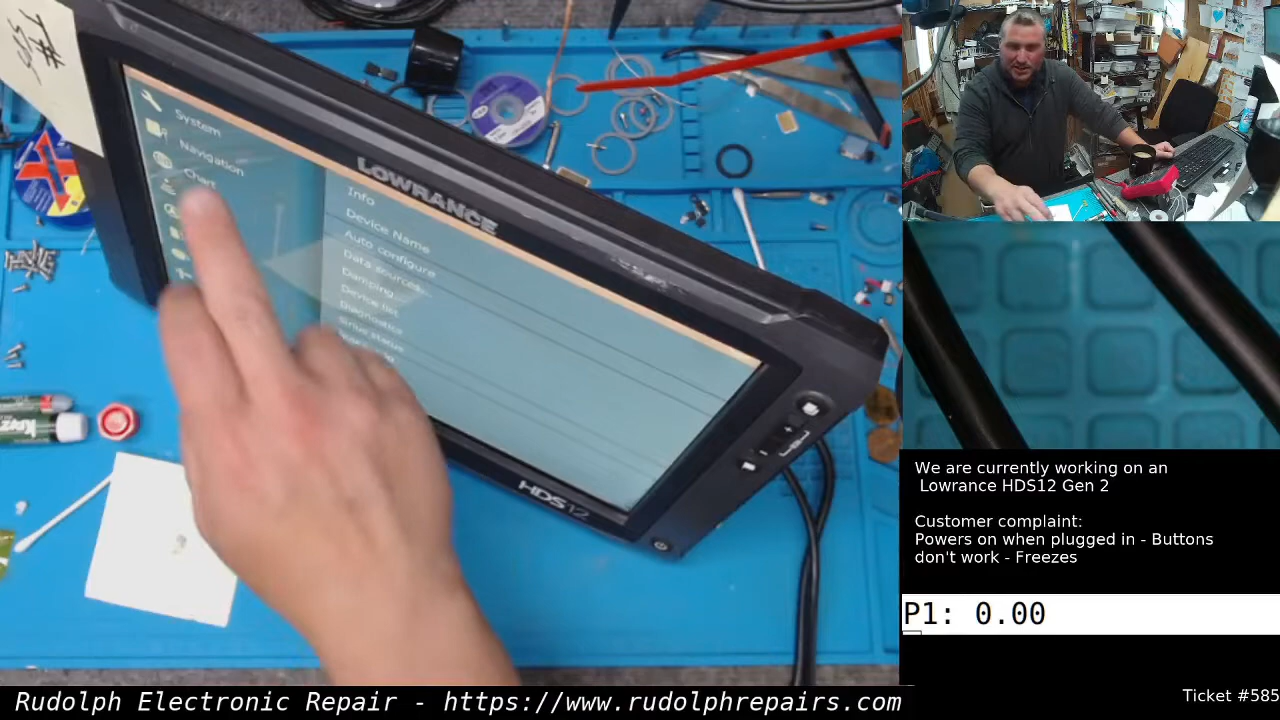 System
Navigation
Chart
LOWRANCE
Info
Device Name
Auto configure
Data sources...
Damping...
Device list
Diagnostics
Sirius status
HDS12
We are currently working on an
Lowrance HDS12 Gen 2
Customer complaint:
Powers on when plugged in - Buttons
don't work - Freezes
P1: 0.00
Rudolph Electronic Repair - https://www.rudolphrepairs.com
Ticket #585